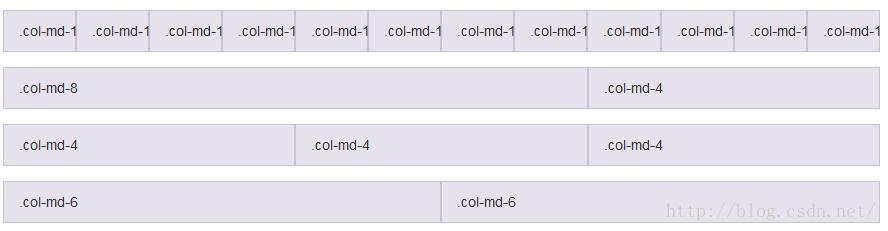 .col-md-1 .col-md-1 .col-md-1 .col-md-1 .col-md-1 .col-md-1 .col-md-1 .col-md-1 .col-md-1 .col-md-1 .col-md-1 .col-md-1
.col-md-8 .col-md-4
.col-md-4 .col-md-4 .col-md-4
.col-md-6 .col-md-6
http://blog.csdn.net/